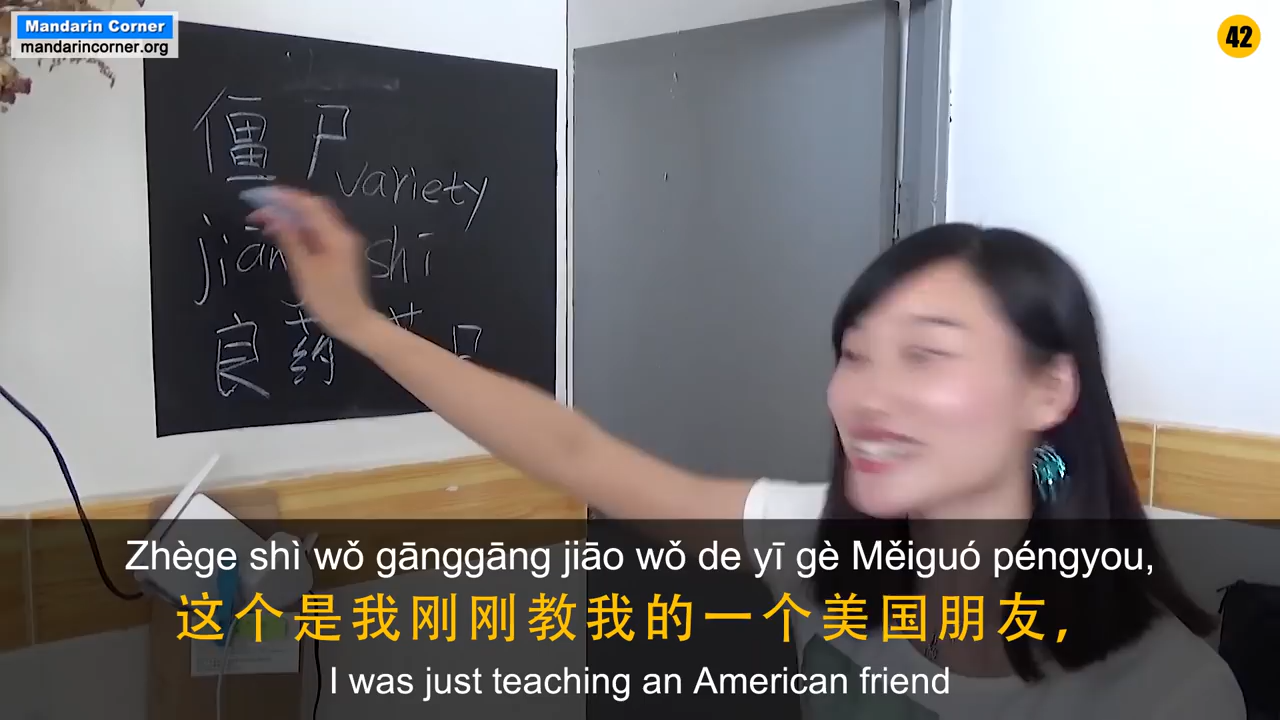 Mandarin Corner
mandarincorner.org
42
僵尸
variety
jiān shī
良药
Zhège shì wǒ gānggāng jiāo wǒ de yī gè Měiguó péngyou,
这个是我刚刚教我的一个美国朋友,
I was just teaching an American friend